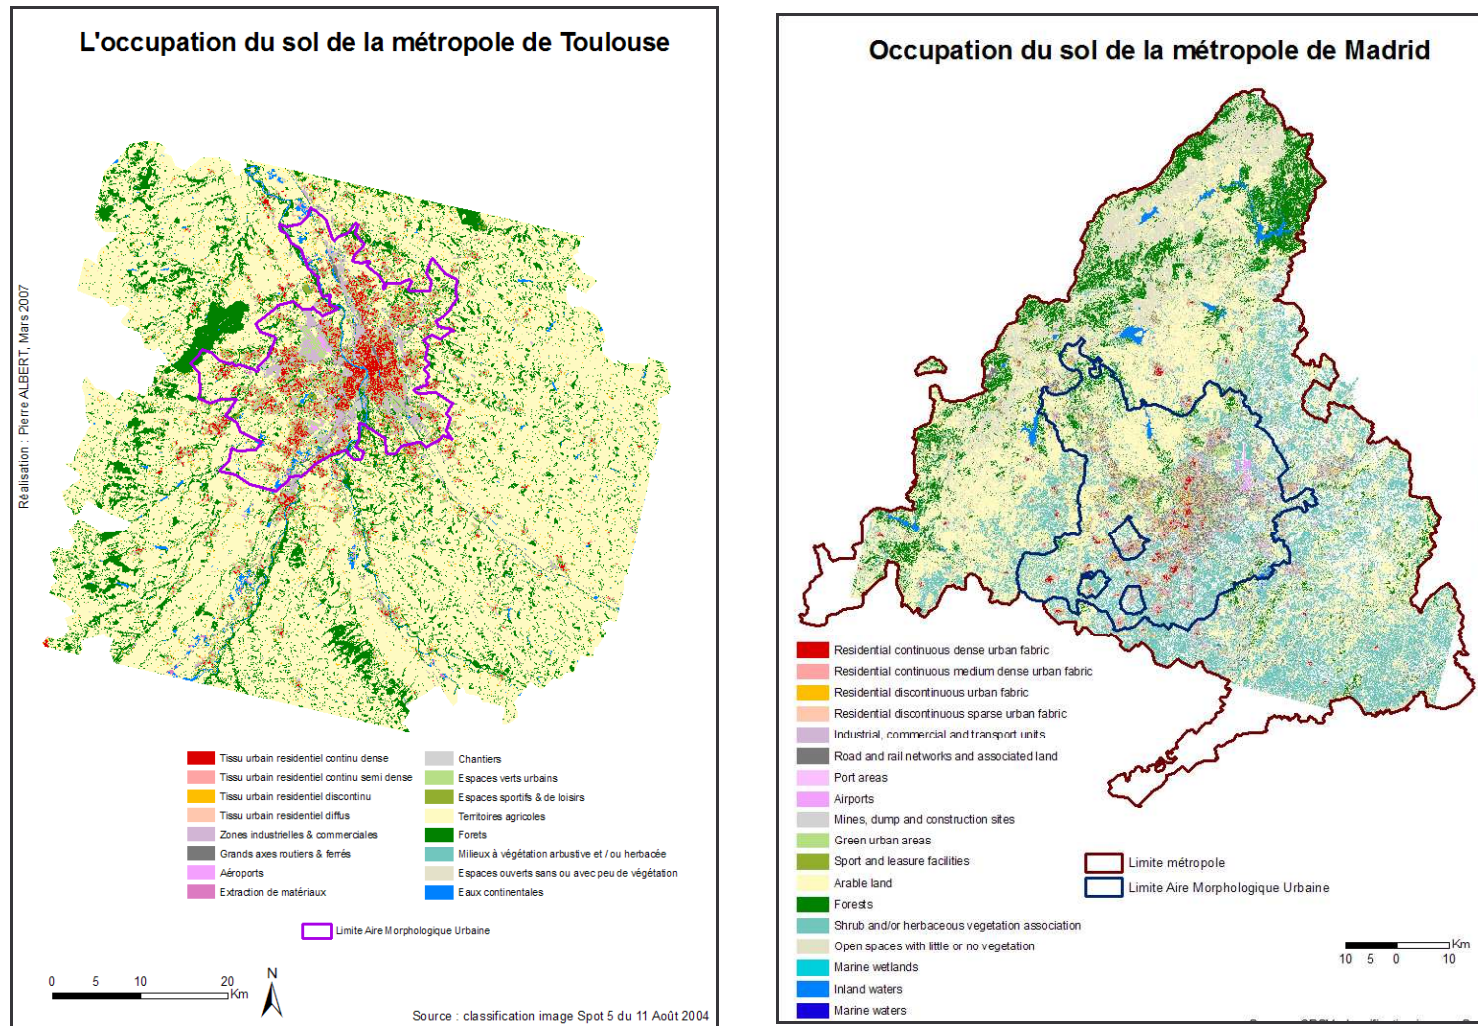 L'occupation du sol de la métropole de Toulouse
Réalisation : Pierre ALBERT, Mars 2007
Tissu urbain residentiel continu dense
Tissu urbain residentiel continu semi dense
Tissu urbain residentiel discontinu
Tissu urbain residentiel diffus
Zones industrielles & commerciales
Grands axes routiers & ferrés
Aéroports
Extraction de matériaux
Chantiers
Espaces verts urbains
Espaces sportifs & de loisirs
Territoires agricoles
Forets
Milieux à végétation arbustive et / ou herbacée
Espaces ouverts sans ou avec peu de végétation
Eaux continentales
Limite Aire Morphologique Urbaine
0 5 10 20
Km
N
Source : classification image Spot 5 du 11 Août 2004
Occupation du sol de la métropole de Madrid
Residential continuous dense urban fabric
Residential continuous medium dense urban fabric
Residential discontinuous urban fabric
Residential discontinuous sparse urban fabric
Industrial, commercial and transport units
Road and rail networks and associated land
Port areas
Airports
Mines, dump and construction sites
Green urban areas
Sport and leasure facilities
Arable land
Forests
Shrub and/or herbaceous vegetation association
Open spaces with little or no vegetation
Marine wetlands
Inland waters
Marine waters
Limite métropole
Limite Aire Morphologique Urbaine
Km
10 5 0 10